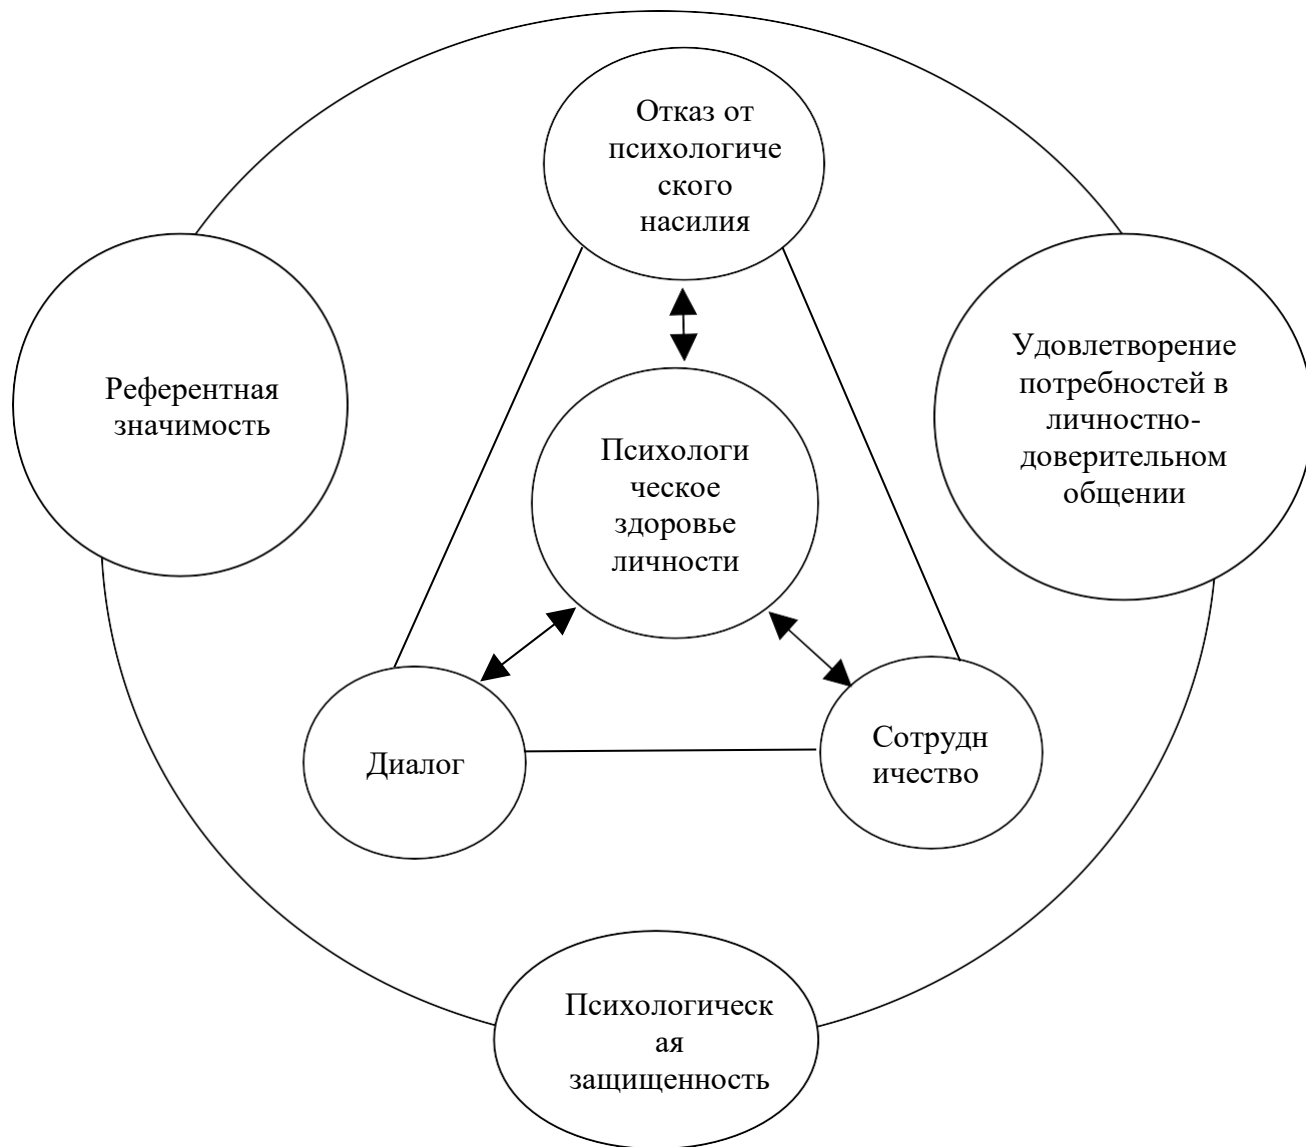 Отказ от
психологиче
ского
насилия
Референтная
значимость
Удовлетворение
потребностей в
личностно-
доверительном
общении
Психологи
ческое
здоровье
личности
Диалог
Сотрудн
ичество
Психологическ
ая
защищенность